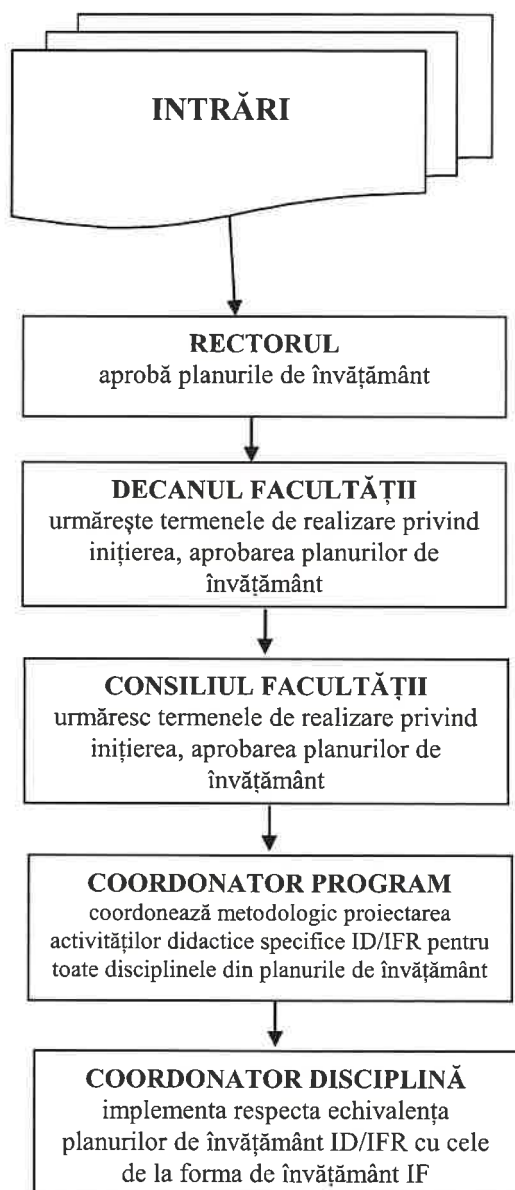 INTRĂRI
RECTORUL
aprobă planurile de învățământ
DECANUL FACULTĂȚII
urmărește termenele de realizare privind
inițierea, aprobarea planurilor de
învățământ
CONSILIUL FACULTĂȚII
urmăresc termenele de realizare privind
inițierea, aprobarea planurilor de
învățământ
COORDONATOR PROGRAM
coordonează metodologic proiectarea
activităților didactice specifice ID/IFR pentru
toate disciplinele din planurile de învățământ
COORDONATOR DISCIPLINĂ
implementa respecta echivalența
planurilor de învățământ ID/IFR cu cele
de la forma de învățământ IF